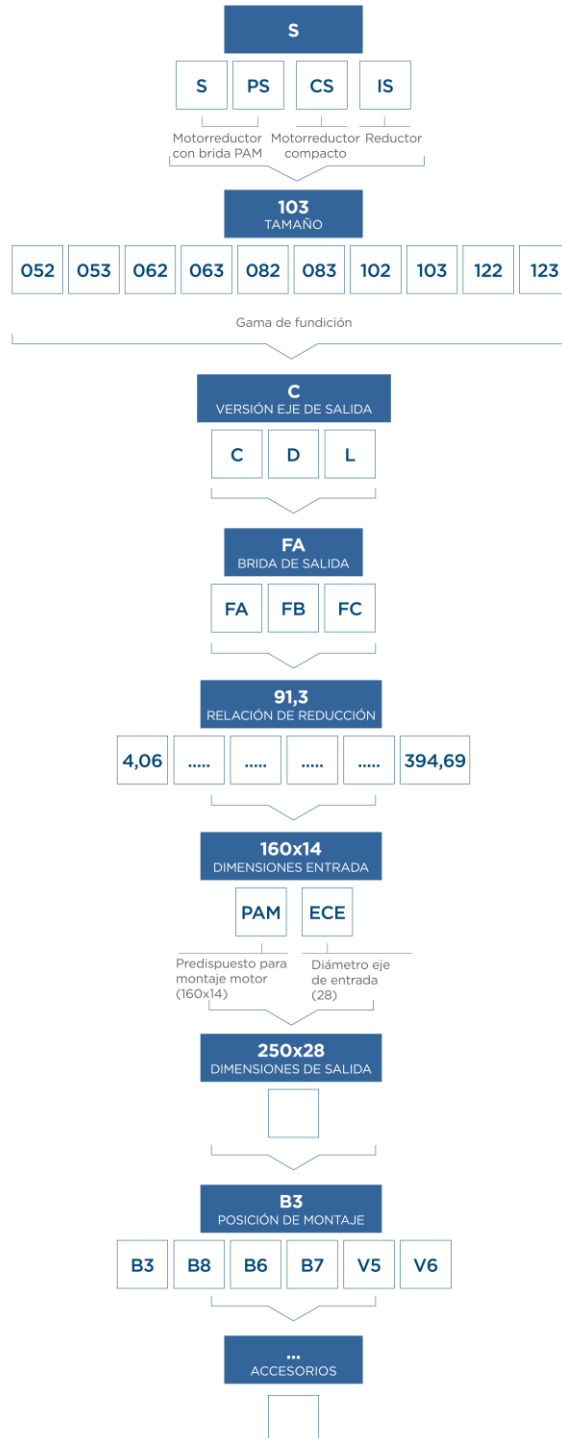 S
S PS CS IS
Motorreductor con brida PAM
Motorreductor compacto
Reductor
103
TAMAÑO
052 053 062 063 082 083 102 103 122 123
Gama de fundición
C
VERSIÓN EJE DE SALIDA
C D L
FA
BRIDA DE SALIDA
FA FB FC
91,3
RELACIÓN DE REDUCCIÓN
4,06 ..... ..... ..... ..... 394,69
160x14
DIMENSIONES ENTRADA
PAM ECE
Predispuesto para
montaje motor
(160x14)
Diámetro eje
de entrada
(28)
250x28
DIMENSIONES DE SALIDA
B3
POSICIÓN DE MONTAJE
B3 B8 B6 B7 V5 V6
...
ACCESORIOS